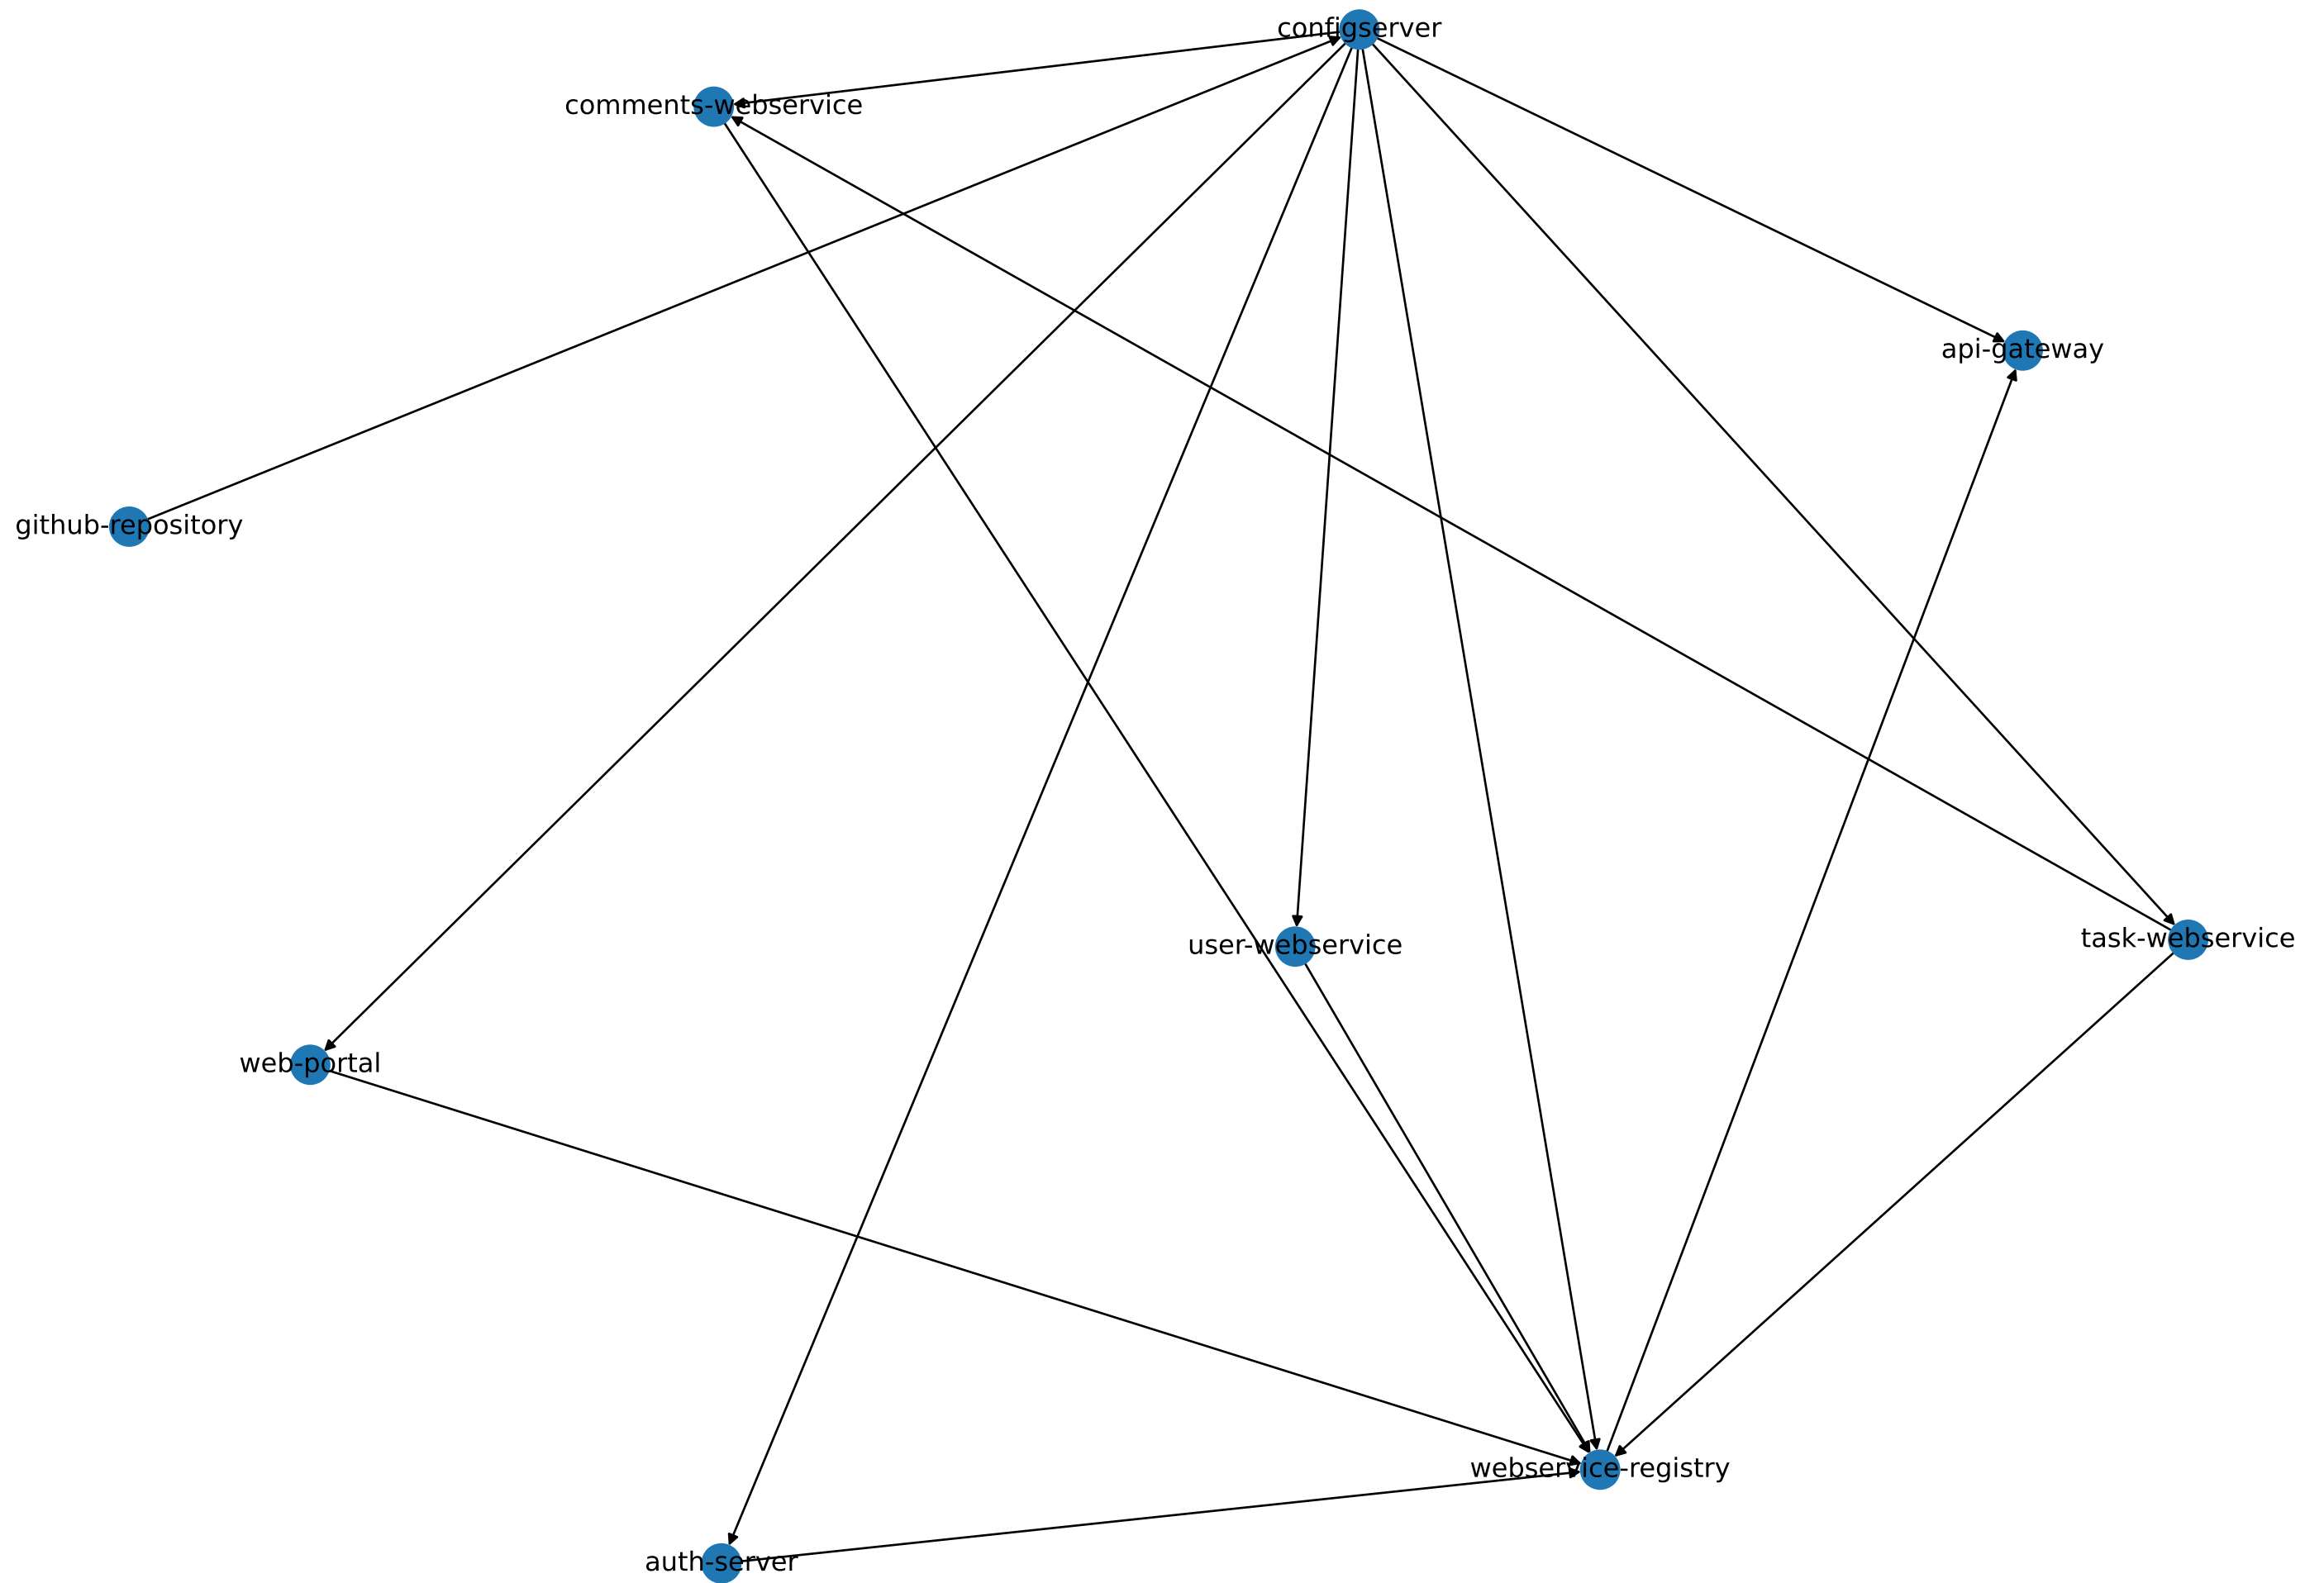 configserver
comments-webservice
api-gateway
github-repository
user-webservice
task-webservice
web-portal
webservice-registry
auth-server